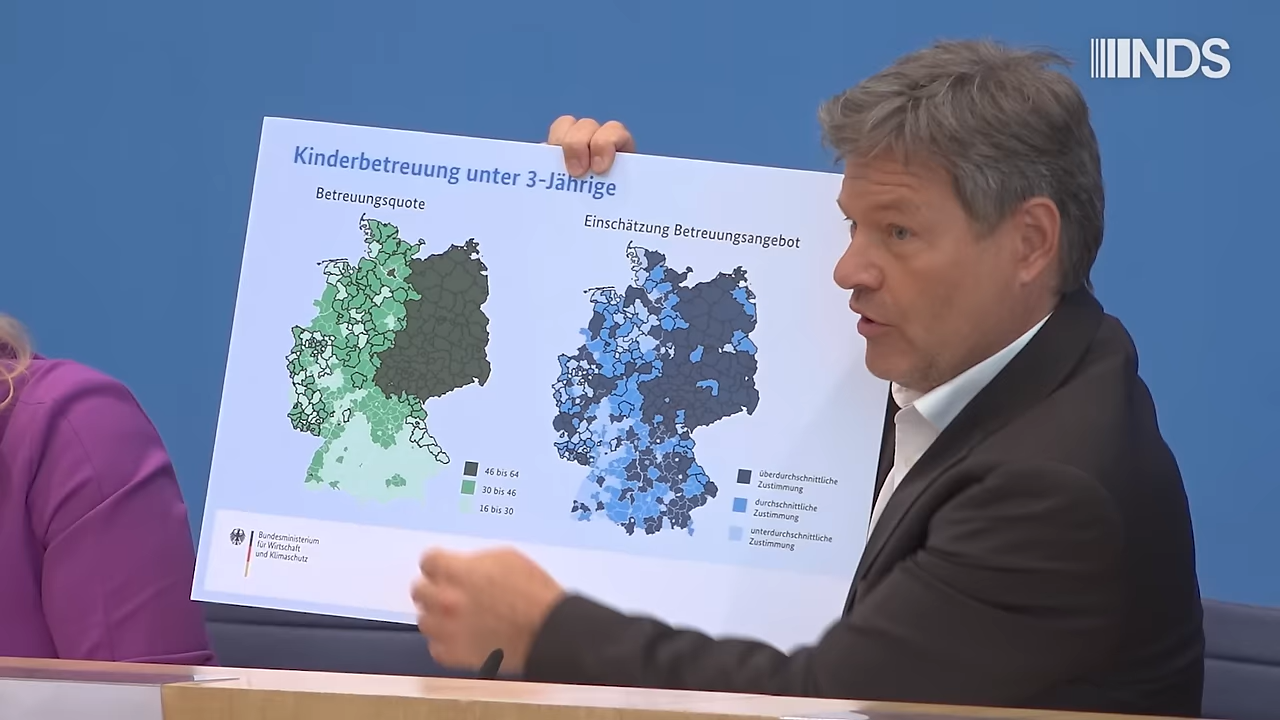 NDS
Kinderbetreuung unter 3-Jährige
Betreuungsquote
Einschätzung Betreuungsangebot
46 bis 64
30 bis 46
16 bis 30
überdurchschnittliche
Zustimmung
durchschnittliche
Zustimmung
unterdurchschnittliche
Zustimmung
Bundesministerium
für Wirtschaft
und Klimaschutz